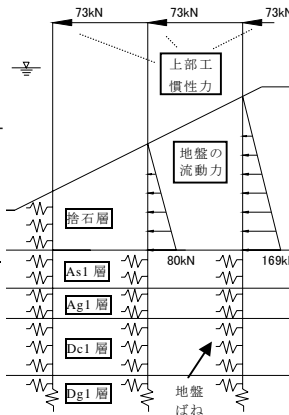 73kN 73kN 73kN
上部工
慣性力
地盤の
流動力
捨石層
80kN 169kN
As1 層
Ag1 層
Dc1 層
Dg1 層
地盤
ばね